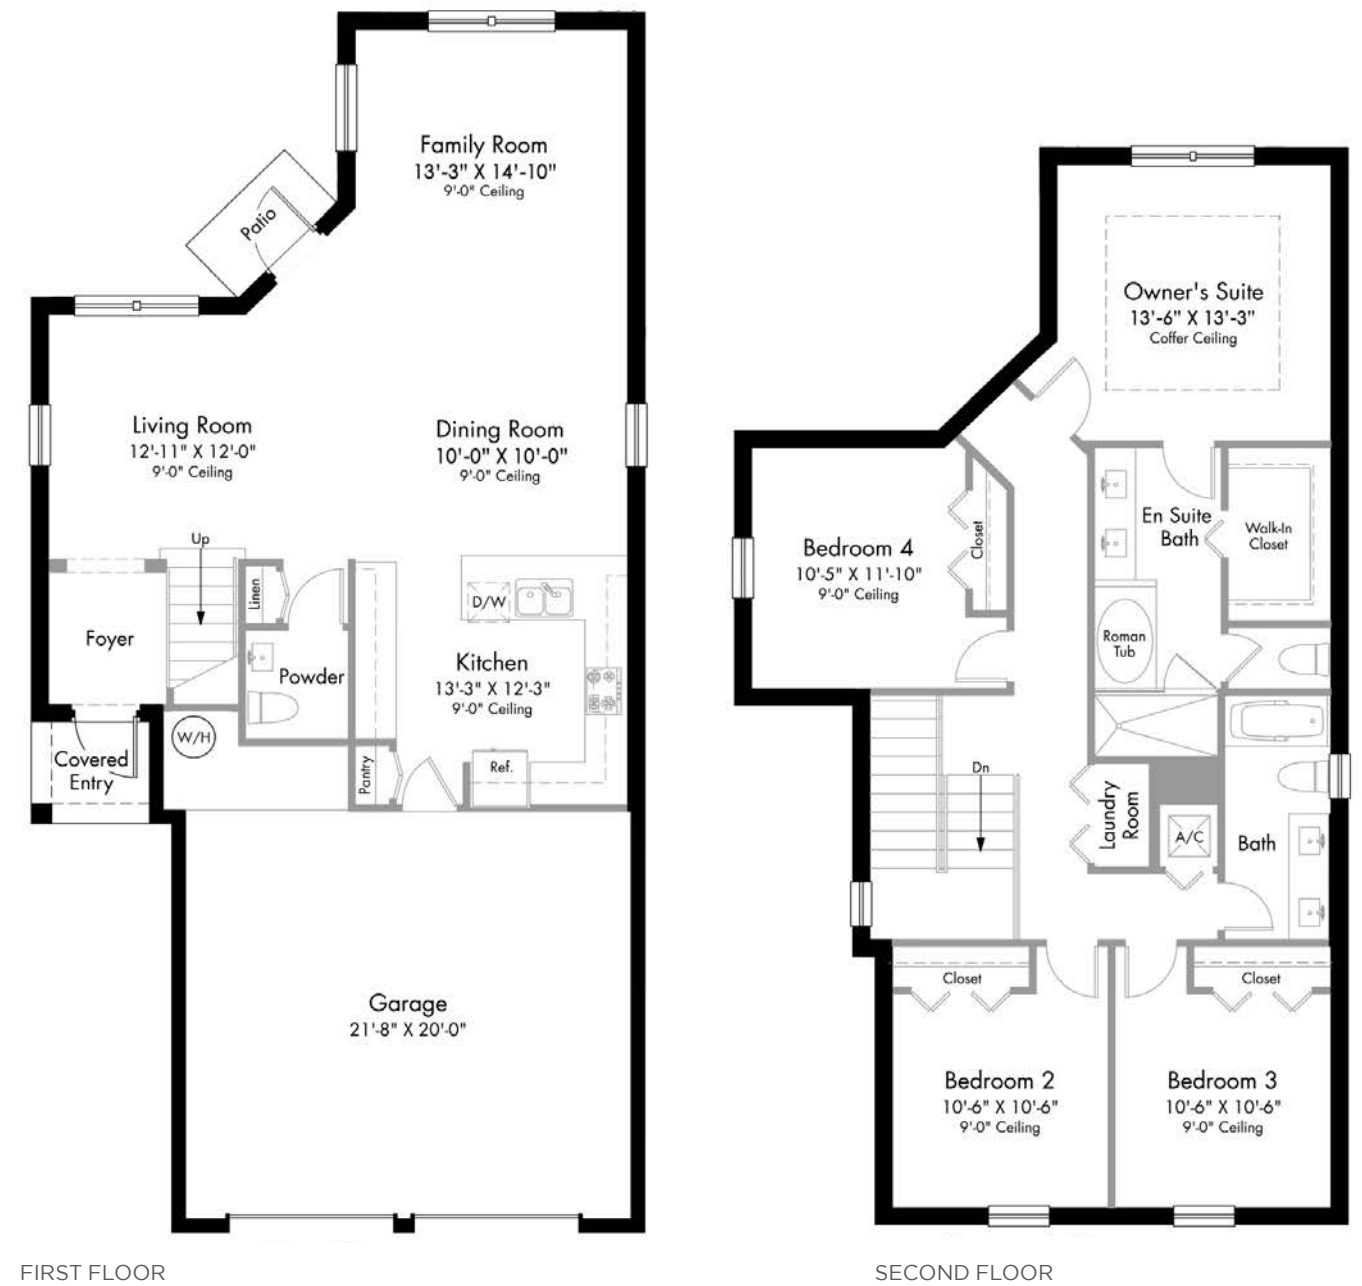 Family Room
13'-3" X 14'-10"
9'-0" Ceiling
Patio
Living Room
12'-11" X 12'-0"
9'-0" Ceiling
Dining Room
10'-0" X 10'-0"
9'-0" Ceiling
Up
Linen
D/W
Foyer
Powder
Kitchen
13'-3" X 12'-3"
9'-0" Ceiling
W/H
Covered
Entry
Pantry
Ref.
Garage
21'-8" X 20'-0"
FIRST FLOOR
Owner's Suite
13'-6" X 13'-3"
Coffer Ceiling
En Suite
Bath
Walk-In
Closet
Closet
Bedroom 4
10'-5" X 11'-10"
9'-0" Ceiling
Roman
Tub
Dn
Laundry
Room
A/C
Bath
Closet
Closet
Bedroom 2
10'-6" X 10'-6"
9'-0" Ceiling
Bedroom 3
10'-6" X 10'-6"
9'-0" Ceiling
SECOND FLOOR